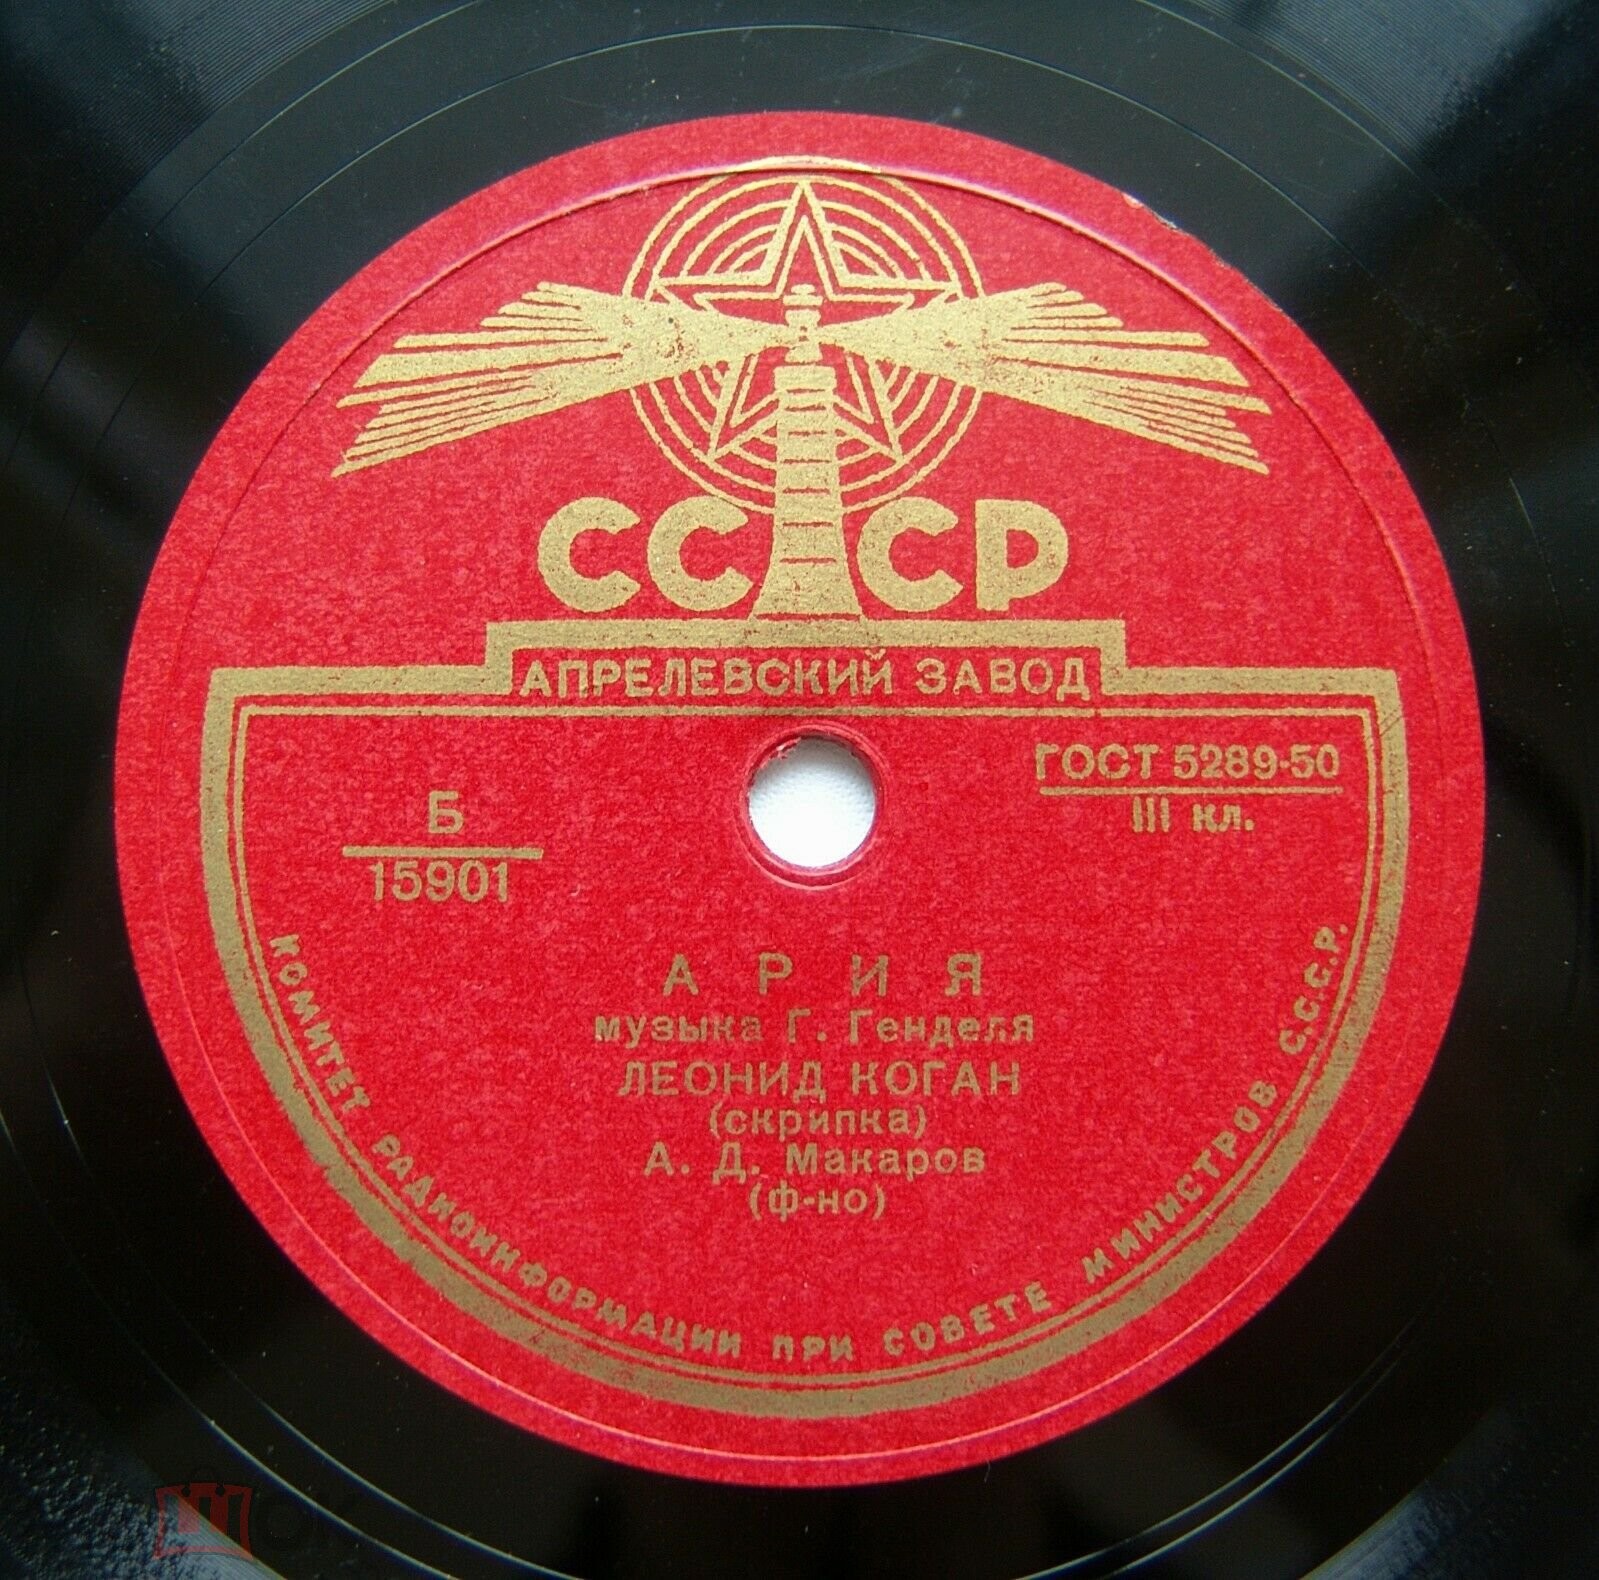 СССР
АПРЕЛЕВСКИЙ ЗАВОД
ГОСТ 5289-50
III кл.
Б
15901
АРИЯ
музыка Г. Генделя
ЛЕОНИД КОГАН
(скрипка)
А. Д. Макаров
(ф-но)
КОМИТЕТ РАДИОИНФОРМАЦИИ ПРИ СОВЕТЕ МИНИСТРОВ С.С.С.Р.